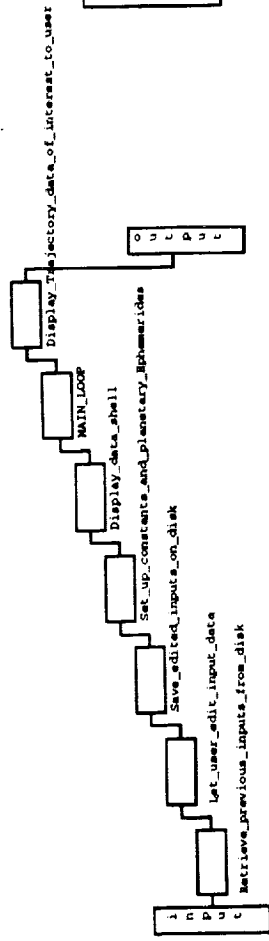 input
Retrieve_previous_inputs_from_disk
Let_user_edit_input_data
Save_edited_inputs_on_disk
Set_up_constants_and_planetary_Ephemerides
Display_data_shell
MAIN_LOOP
Display_Trajectory_data_of_interest_to_user
output